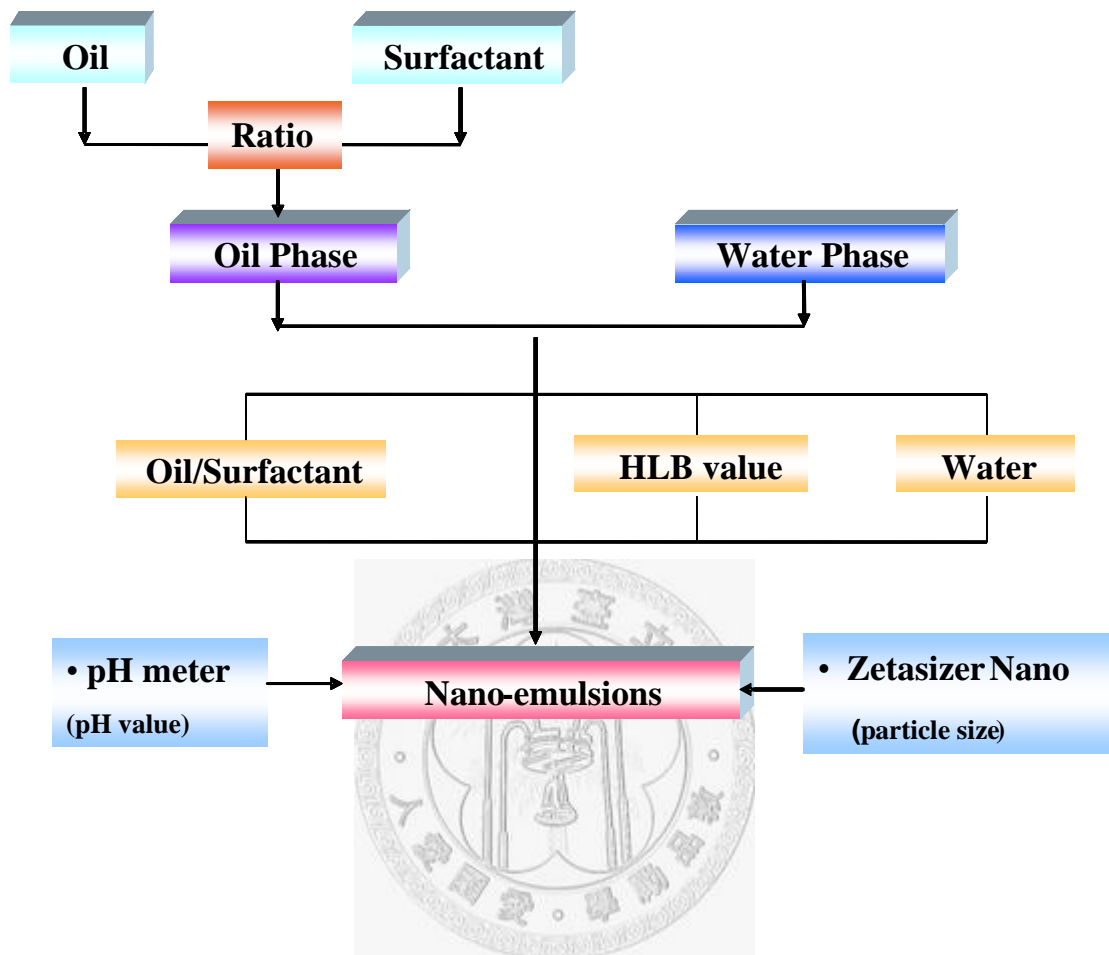 Oil
Surfactant
Ratio
Oil Phase
Water Phase
Oil/Surfactant
HLB value
Water
• pH meter
(pH value)
Nano-emulsions
• Zetasizer Nano
(particle size)